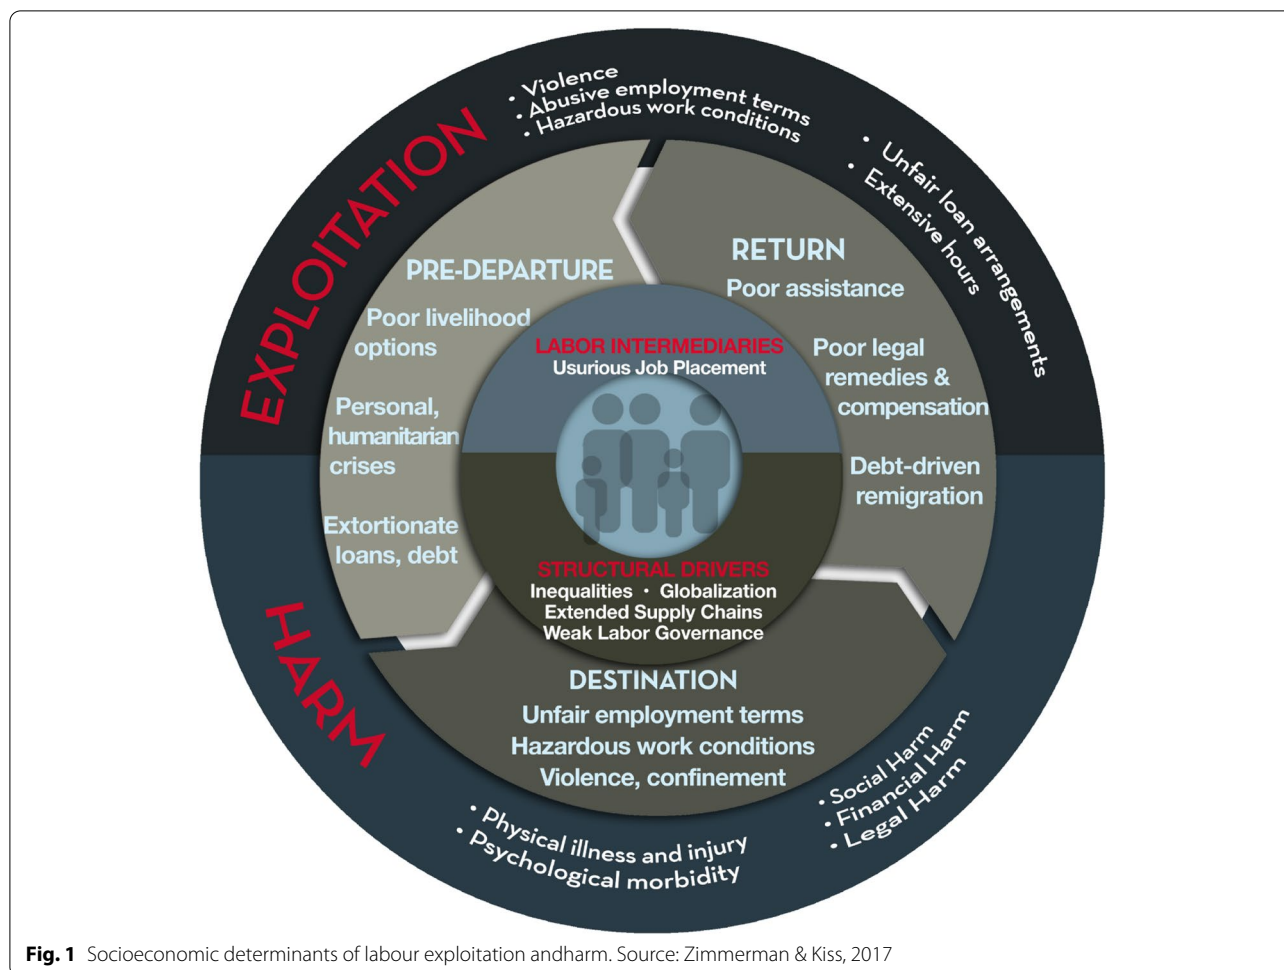 EXPLOITATION
• Violence
• Abusive employment terms
• Hazardous work conditions
• Unfair loan arrangements
• Extensive hours
PRE-DEPARTURE
Poor livelihood
options
Personal,
humanitarian
crises
Extortionate
loans, debt
RETURN
Poor assistance
Poor legal
remedies &
compensation
Debt-driven
remigration
LABOR INTERMEDIARIES
Usurious Job Placement
STRUCTURAL DRIVERS
Inequalities • Globalization
Extended Supply Chains
Weak Labor Governance
DESTINATION
Unfair employment terms
Hazardous work conditions
Violence, confinement
HARM
• Physical illness and injury
• Psychological morbidity
• Social Harm
• Financial Harm
• Legal Harm
Fig. 1 Socioeconomic determinants of labour exploitation andharm. Source: Zimmerman & Kiss, 2017